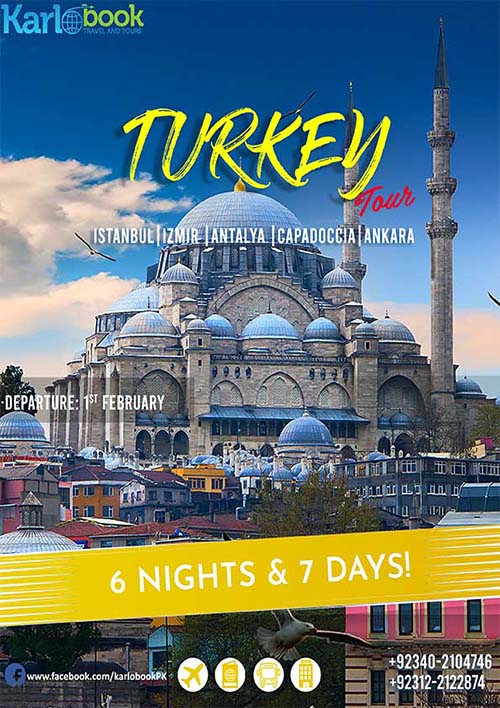 Karlobook
TRAVEL AND TOURS
TURKEY
Tour
ISTANBUL|IZMIR |ANTALYA |CAPADOCCIA|ANKARA
DEPARTURE: 1ST FEBRUARY
6 NIGHTS & 7 DAYS!
www.facebook.com/karlobookPK
+92340-2104746
+92312-2122874